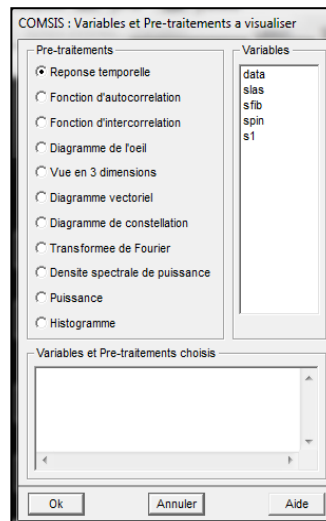 COMSIS : Variables et Pre-traitements a visualiser
Pre-traitements
Reponse temporelle
Fonction d'autocorrelation
Fonction d'intercorrelation
Diagramme de l'oeil
Vue en 3 dimensions
Diagramme vectoriel
Diagramme de constellation
Transformee de Fourier
Densite spectrale de puissance
Puissance
Histogramme
Variables
data
slas
sfib
spin
s1
Variables et Pre-traitements choisis
Ok
Annuler
Aide